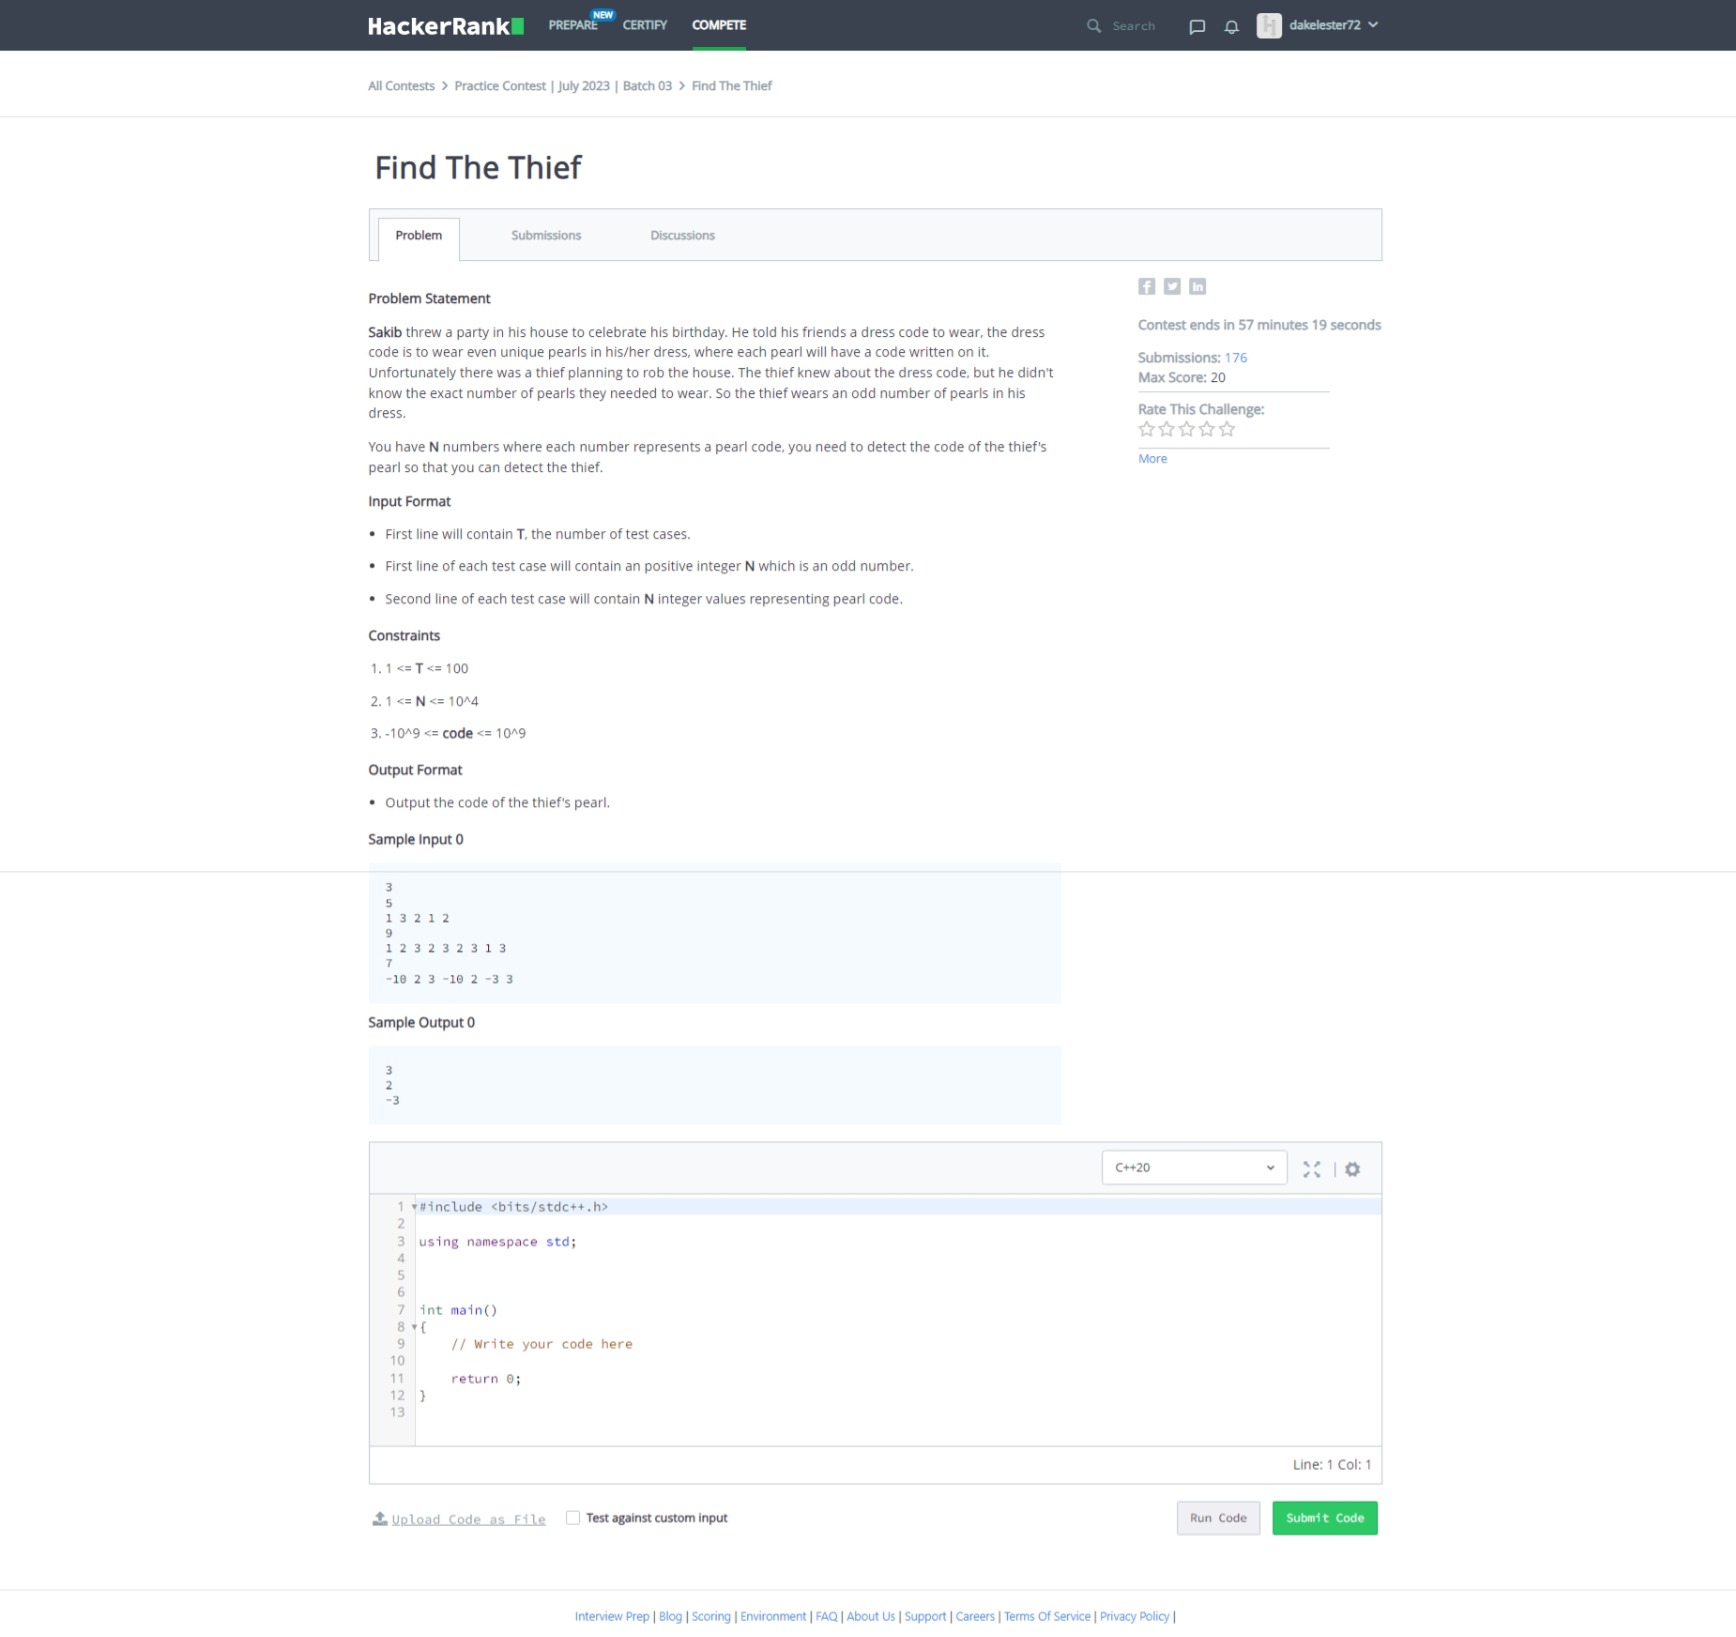 HackerRank PREPARE NEW CERTIFY COMPETE Search dakelester72
All Contests > Practice Contest | July 2023 | Batch 03 > Find The Thief
Find The Thief
Problem Submissions Discussions
Problem Statement
Sakib threw a party in his house to celebrate his birthday. He told his friends a dress code to wear, the dress
code is to wear even unique pearls in his/her dress, where each pearl will have a code written on it.
Unfortunately there was a thief planning to rob the house. The thief knew about the dress code, but he didn't
know the exact number of pearls they needed to wear. So the thief wears an odd number of pearls in his
dress.
You have N numbers where each number represents a pearl code, you need to detect the code of the thief's
pearl so that you can detect the thief.
Input Format
• First line will contain T, the number of test cases.
• First line of each test case will contain an positive integer N which is an odd number.
• Second line of each test case will contain N integer values representing pearl code.
Constraints
1. 1 <= T <= 100
2. 1 <= N <= 10^4
3. -10^9 <= code <= 10^9
Output Format
• Output the code of the thief's pearl.
Sample Input 0
3
5
1 3 2 1 2
9
1 2 3 2 3 2 3 1 3
7
-10 2 3 -10 2 -3 3
Sample Output 0
3
2
-3
Contest ends in 57 minutes 19 seconds
Submissions: 176
Max Score: 20
Rate This Challenge:
More
C++20
1 #include <bits/stdc++.h>
2
3 using namespace std;
4
5
6
7 int main()
8 {
9 // Write your code here
10
11 return 0;
12 }
13
Line: 1 Col: 1
Upload Code as File Test against custom input Run Code Submit Code
Interview Prep | Blog | Scoring | Environment | FAQ | About Us | Support | Careers | Terms Of Service | Privacy Policy |